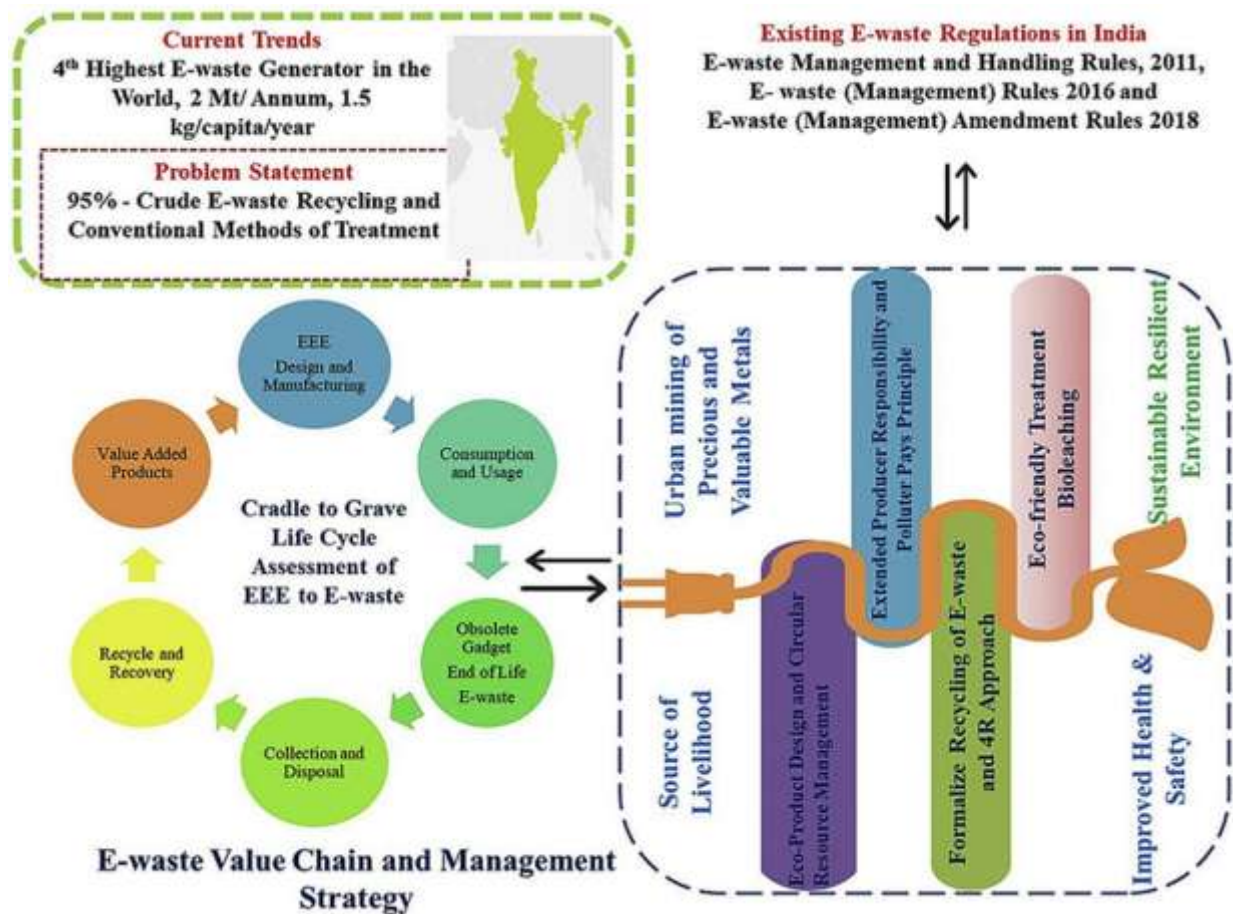 Current Trends
4th Highest E-waste Generator in the
World, 2 Mt/ Annum, 1.5
kg/capita/year
Problem Statement
95% - Crude E-waste Recycling and
Conventional Methods of Treatment
Existing E-waste Regulations in India
E-waste Management and Handling Rules, 2011,
E- waste (Management) Rules 2016 and
E-waste (Management) Amendment Rules 2018
EEE
Design and
Manufacturing
Consumption
and Usage
Obsolete
Gadget
End of Life
E-waste
Collection and
Disposal
Recycle and
Recovery
Value Added
Products
Cradle to Grave
Life Cycle
Assessment of
EEE to E-waste
E-waste Value Chain and Management
Strategy
Urban mining of
Precious and
Valuable Metals
Source of
Livelihood
Eco-Product Design and Circular
Resource Management
Extended Producer Responsibility and
Polluter Pays Principle
Formalize Recycling of E-waste
and 4R Approach
Eco-friendly Treatment
Bioleaching
Sustainable Resilient
Environment
Improved Health &
Safety